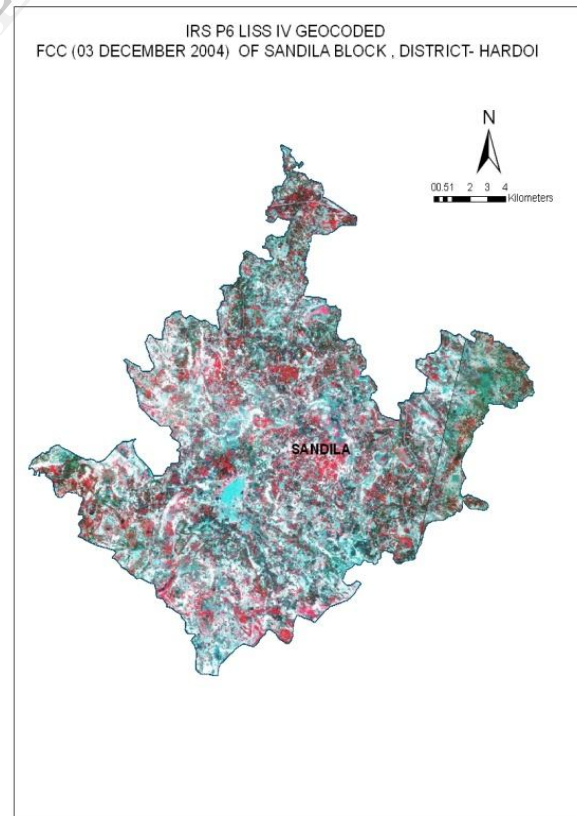 IRS P6 LISS IV GEOCODED
FCC (03 DECEMBER 2004) OF SANDILA BLOCK , DISTRICT- HARDOI
N
00.51 2 3 4
Kilometers
SANDILA